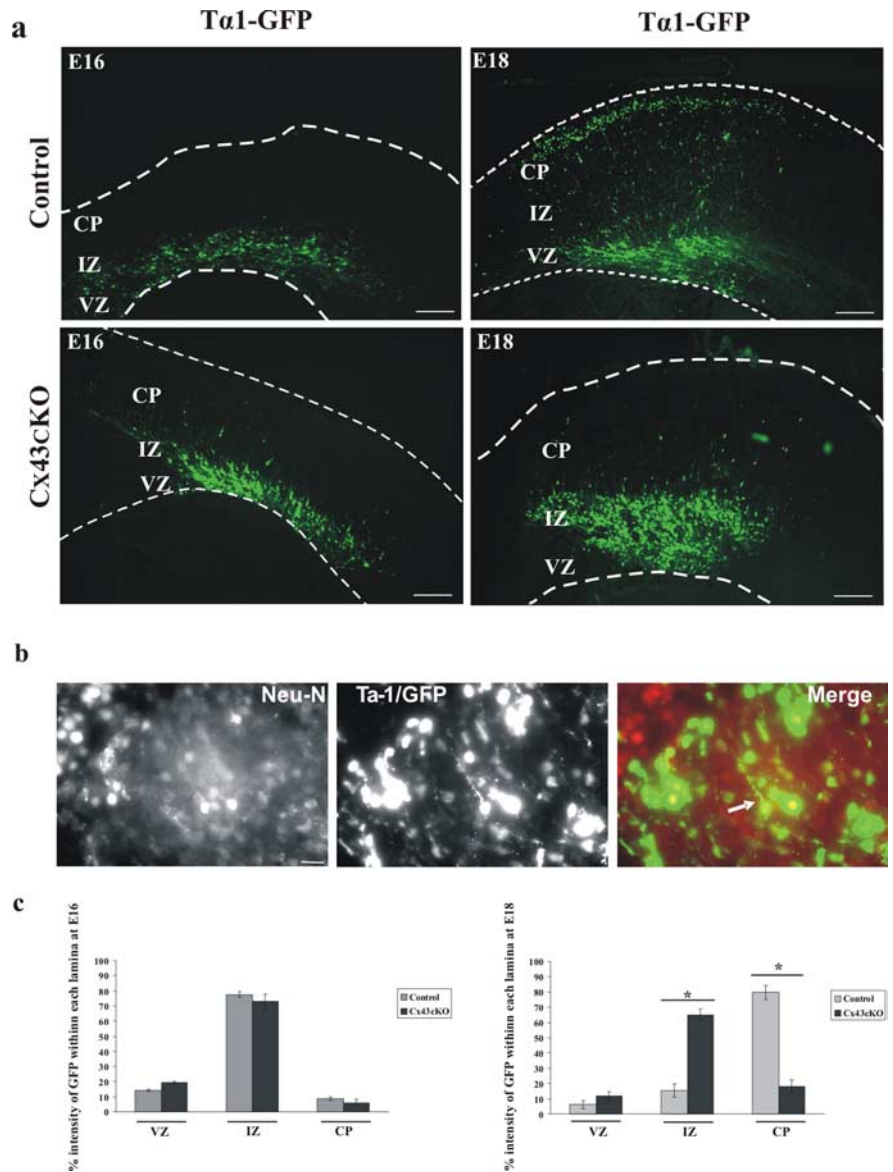 a
Tα1-GFP
Tα1-GFP
Control
E16
CP
IZ
VZ
E18
CP
IZ
VZ
Cx43cKO
E16
CP
IZ
VZ
E18
CP
IZ
VZ
b
Neu-N
Ta-1/GFP
Merge
c
% intensity of GFP within each lamina at E16
100
90
80
70
60
50
40
30
20
10
0
VZ
IZ
CP
Control
Cx43cKO
% intensity of GFP withinn each lamina at E18
100
90
80
70
60
50
40
30
20
10
0
*
*
VZ
IZ
CP
Control
Cx43cKO